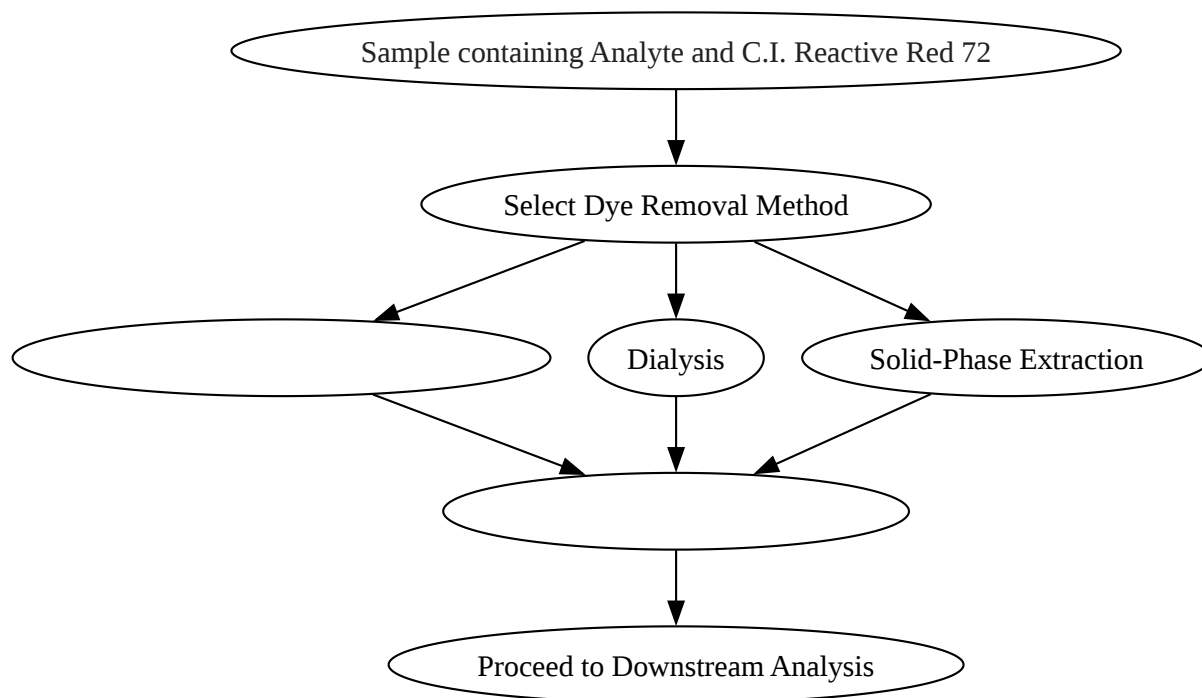 Sample containing Analyte and C.I. Reactive Red 72
Select Dye Removal Method
Dialysis
Solid-Phase Extraction
Proceed to Downstream Analysis